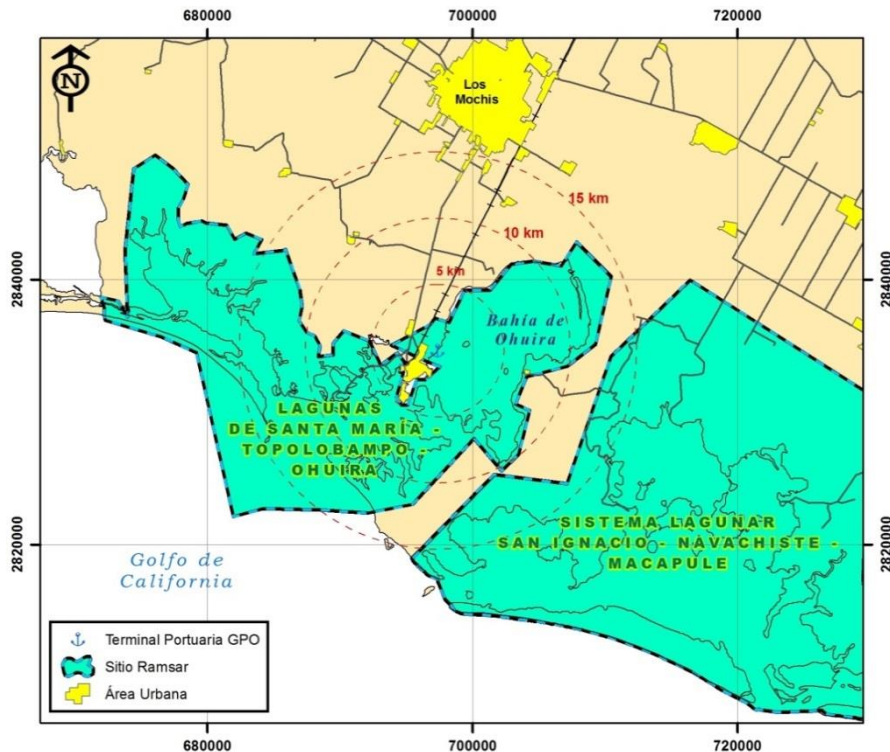 680000
700000
720000
N
Los
Mochis
15 km
10 km
5 km
2840000
2840000
Bahía de
Ohuira
LAGUNAS
DE SANTA MARÍA -
TOPOLOBAMPO -
OHUIRA
SISTEMA LAGUNAR
SAN IGNACIO - NAVACHISTE -
MACAPULE
2820000
2820000
Golfo de
California
Terminal Portuaria GPO
Sitio Ramsar
Área Urbana
680000
700000
720000